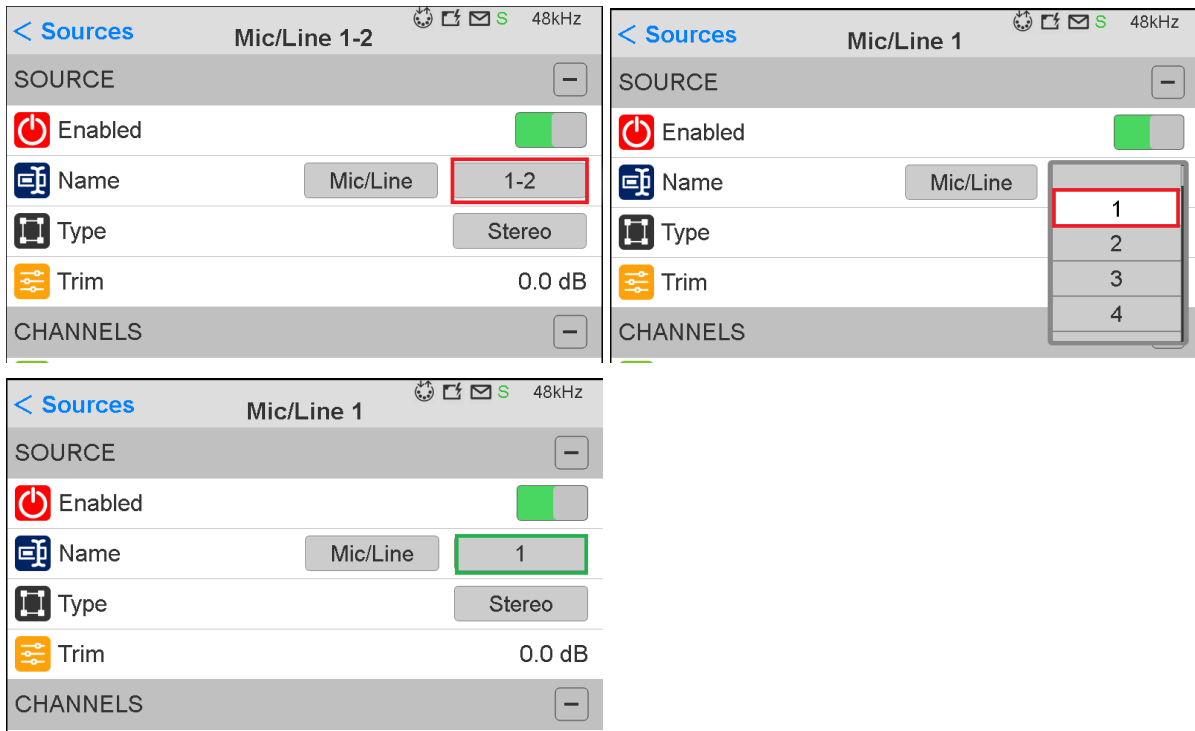 < Sources
Mic/Line 1-2
S 48kHz
SOURCE
Enabled
Name Mic/Line 1-2
Type Stereo
Trim 0.0 dB
CHANNELS
< Sources
Mic/Line 1
S 48kHz
SOURCE
Enabled
Name Mic/Line
1
2
3
4
Type
Trim
CHANNELS
< Sources
Mic/Line 1
S 48kHz
SOURCE
Enabled
Name Mic/Line 1
Type Stereo
Trim 0.0 dB
CHANNELS